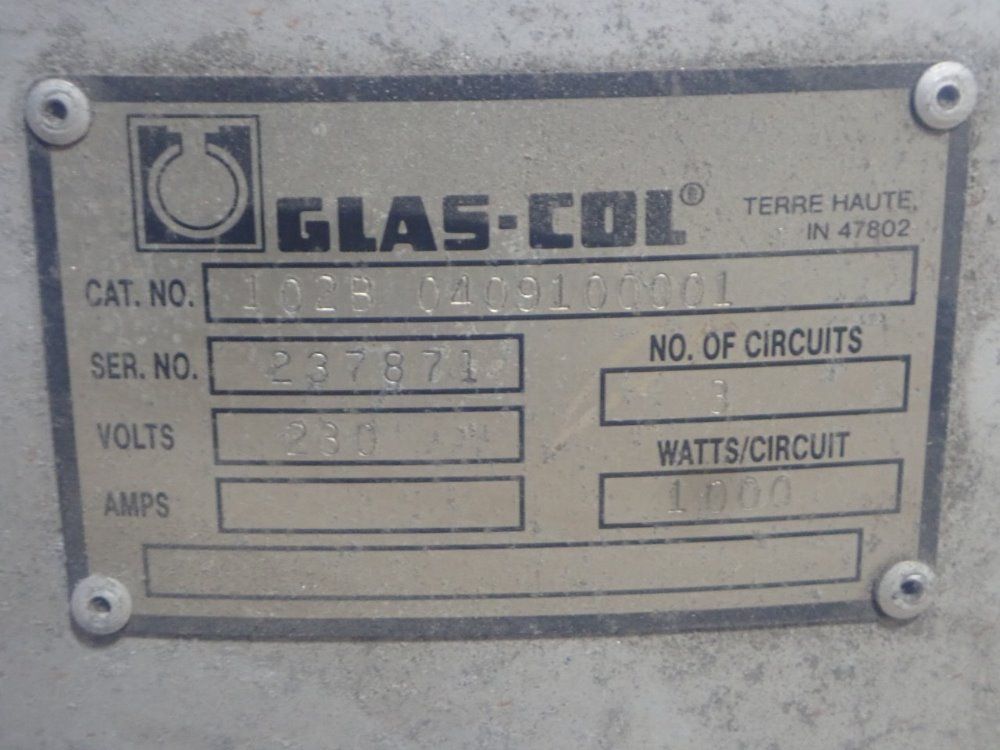 GLAS-COL® TERRE HAUTE, IN 47802
CAT. NO. 102B 0409100001
SER. NO. 237871
NO. OF CIRCUITS 3
VOLTS 230
WATTS/CIRCUIT 1000
AMPS